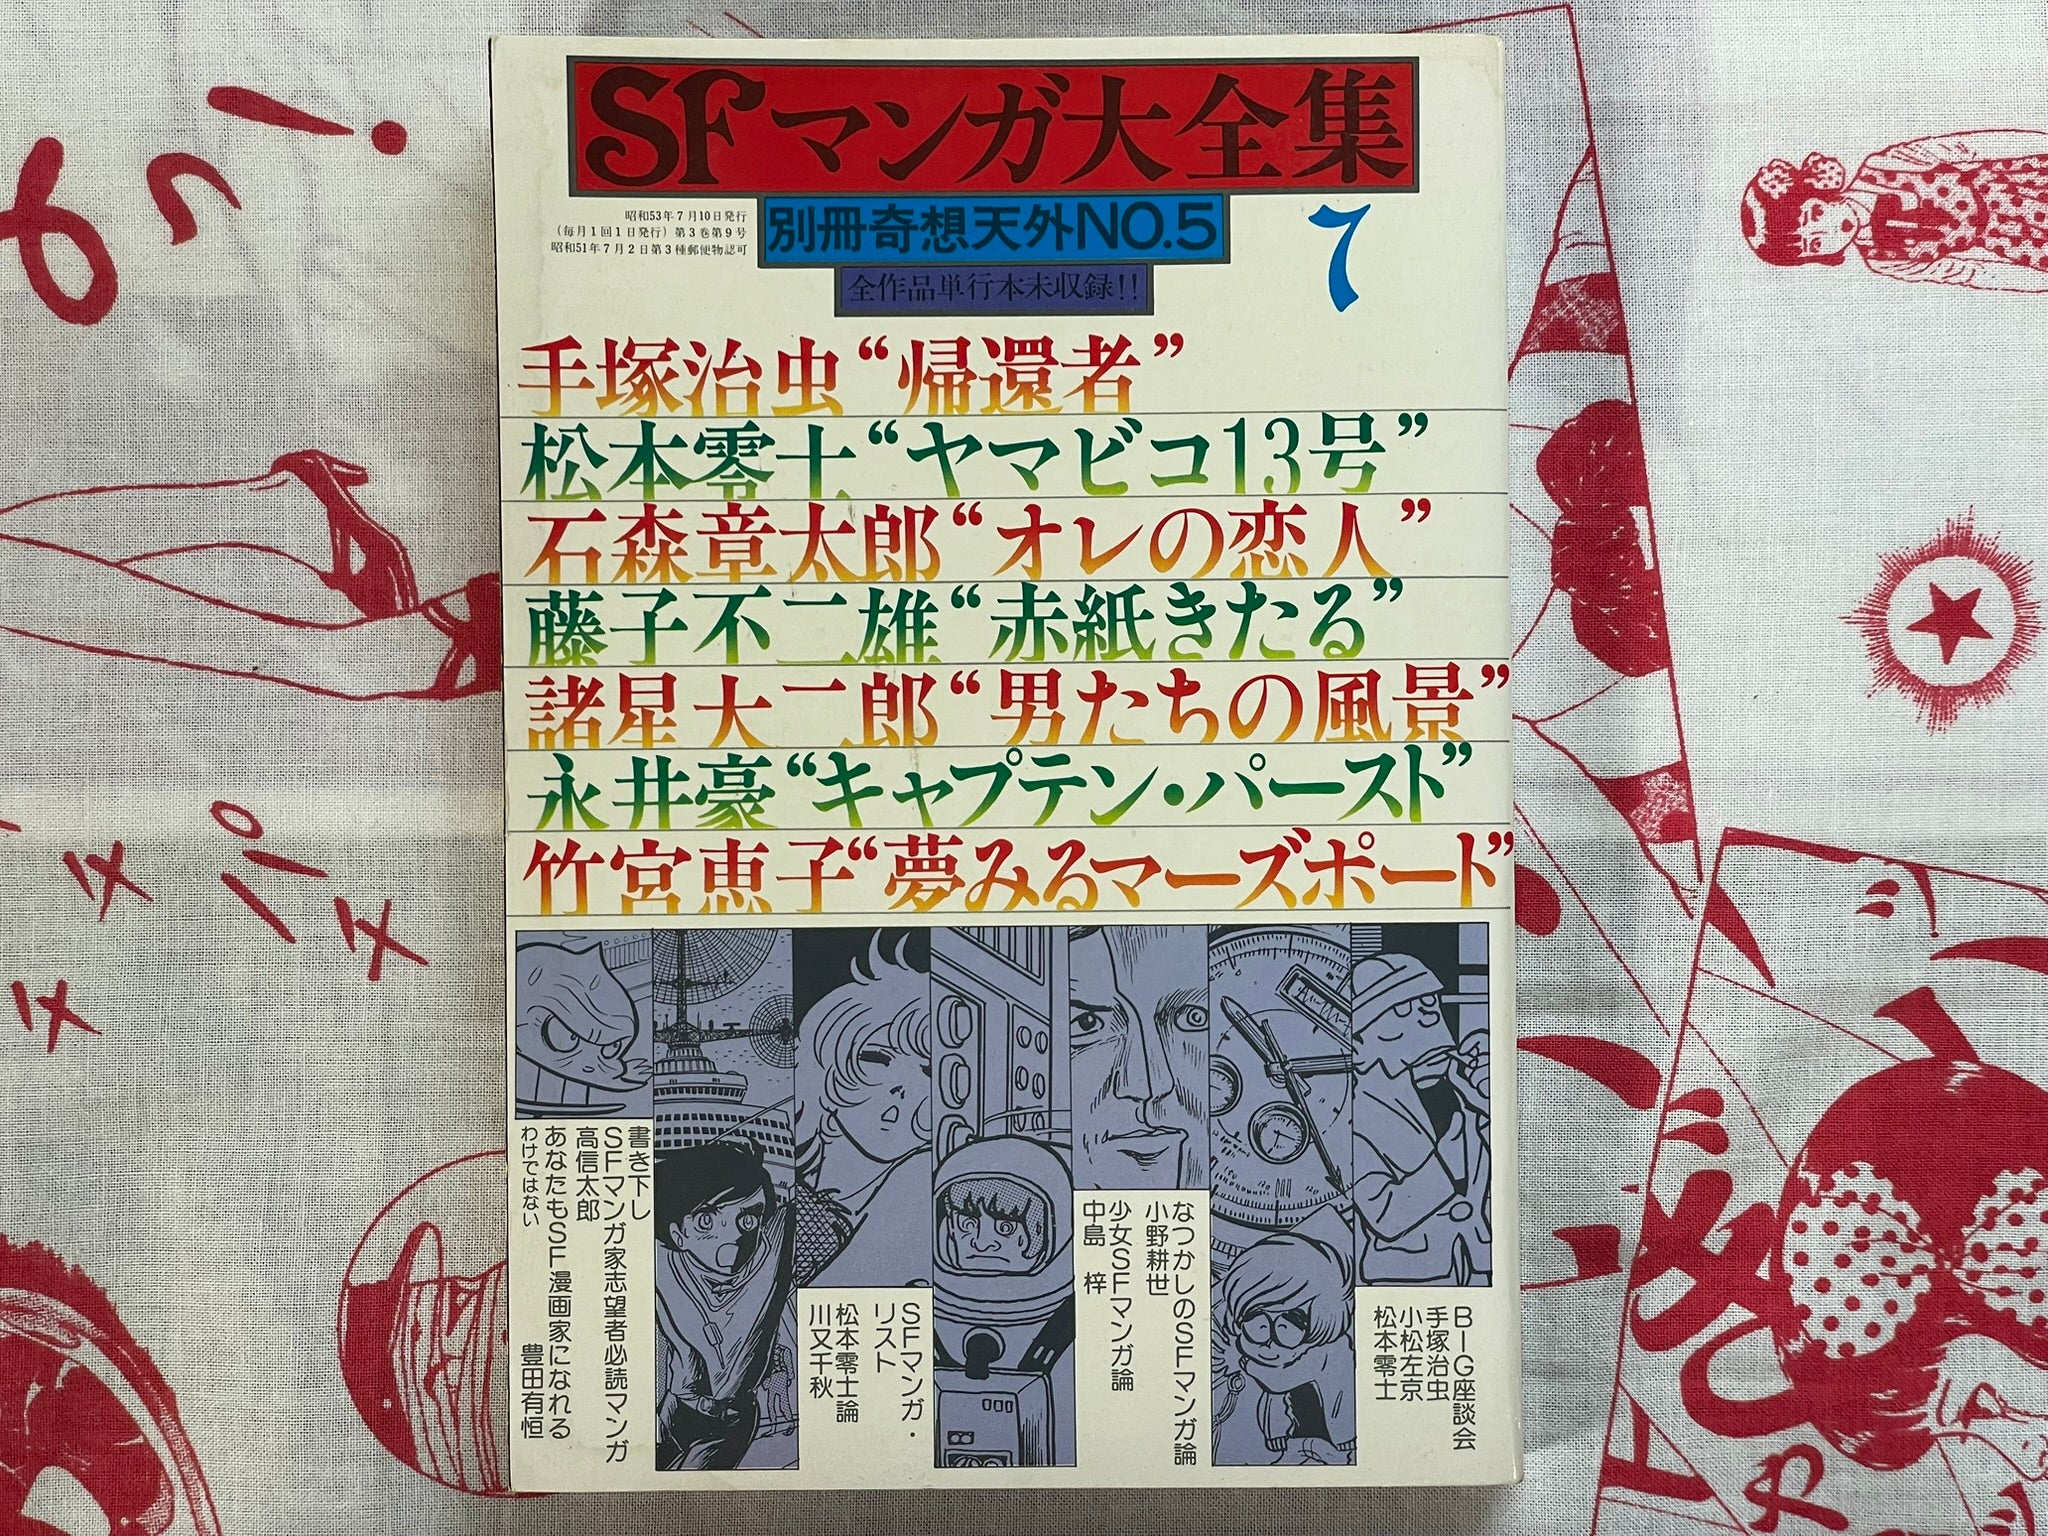 SFマンガ大全集
別冊奇想天外NO.5
7
昭和53年7月10日発行
(毎月1回1日発行)第3巻第9号
昭和51年7月2日第3種郵便物認可
全作品単行本未収録!!
手塚治虫“帰還者”
松本零士“ヤマビコ13号”
石森章太郎“オレの恋人”
藤子不二雄“赤紙きたる”
諸星大二郎“男たちの風景”
永井豪“キャプテン・パースト”
竹宮恵子“夢みるマーズポート”
BIG座談会
手塚治虫
小松左京
松本零士
なつかしのSFマンガ論
小野耕世
少女SFマンガ論
中島 梓
SFマンガ・
リスト
松本零士論
川又千秋
書き下し
SFマンガ家志望者必読マンガ
高信太郎
あなたもSF漫画家になれる
わけではない 豊田有恒